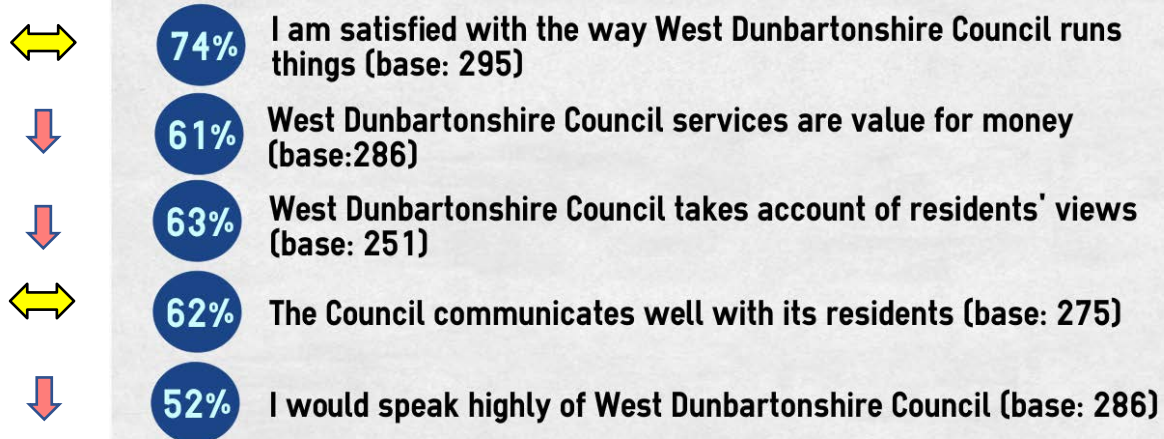 74% I am satisfied with the way West Dunbartonshire Council runs
things (base: 295)
61% West Dunbartonshire Council services are value for money
(base:286)
63% West Dunbartonshire Council takes account of residents' views
(base: 251)
62% The Council communicates well with its residents (base: 275)
52% I would speak highly of West Dunbartonshire Council (base: 286)